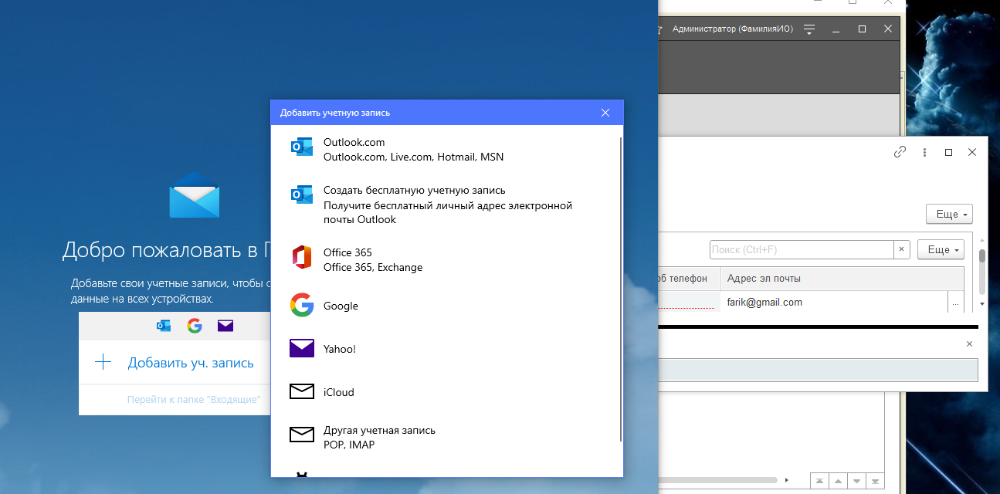 Администратор (ФамилияИО)
Добавить учетную запись
Outlook.com
Outlook.com, Live.com, Hotmail, MSN
Создать бесплатную учетную запись
Получите бесплатный личный адрес электронной
почты Outlook
Office 365
Office 365, Exchange
Google
Yahoo!
iCloud
Другая учетная запись
POP, IMAP
Добро пожаловать в
Добавьте свои учетные записи, чтобы
данные на всех устройствах.
Добавить уч. запись
Перейти к папке "Входящие"
Еще
Поиск (Ctrl+F)
Еще
телефон
Адрес эл почты
farik@gmail.com
...